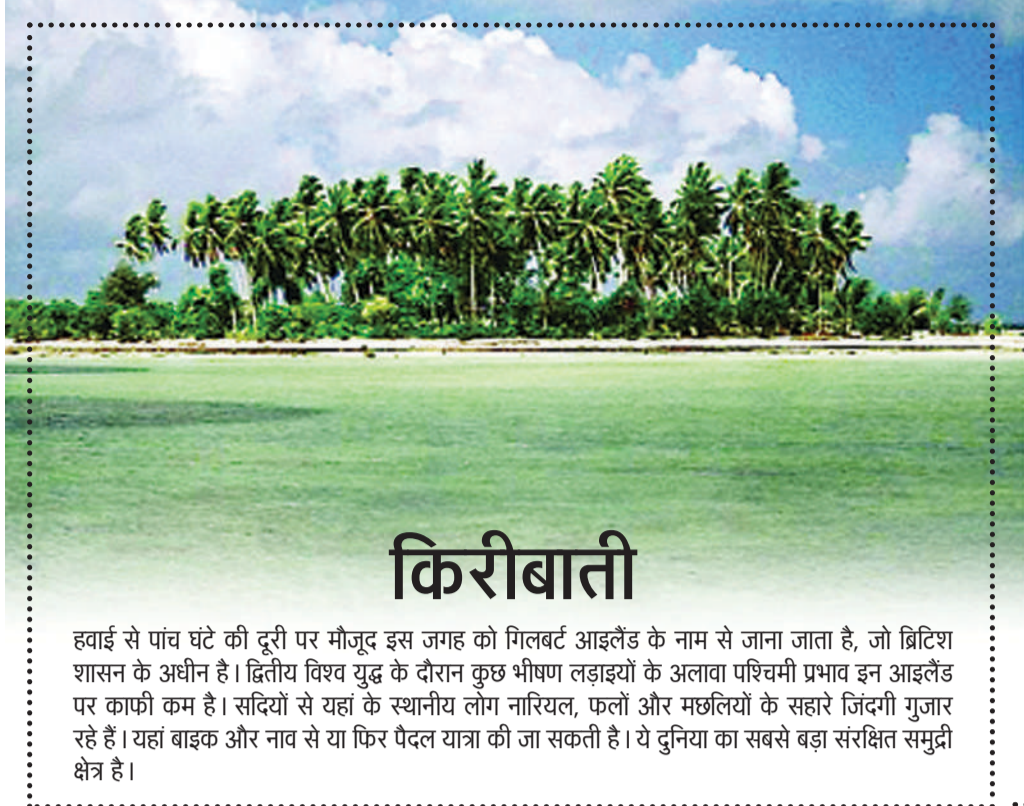 किरीबाती
हवाई से पांच घंटे की दूरी पर मौजूद इस जगह को गिलबर्ट आइलैंड के नाम से जाना जाता है, जो ब्रिटिश
शासन के अधीन है। द्वितीय विश्व युद्ध के दौरान कुछ भीषण लड़ाइयों के अलावा पश्चिमी प्रभाव इन आइलैंड
पर काफी कम है। सदियों से यहां के स्थानीय लोग नारियल, फलों और मछलियों के सहारे जिंदगी गुजार
रहे हैं। यहां बाइक और नाव से या फिर पैदल यात्रा की जा सकती है। ये दुनिया का सबसे बड़ा संरक्षित समुद्री
क्षेत्र है।